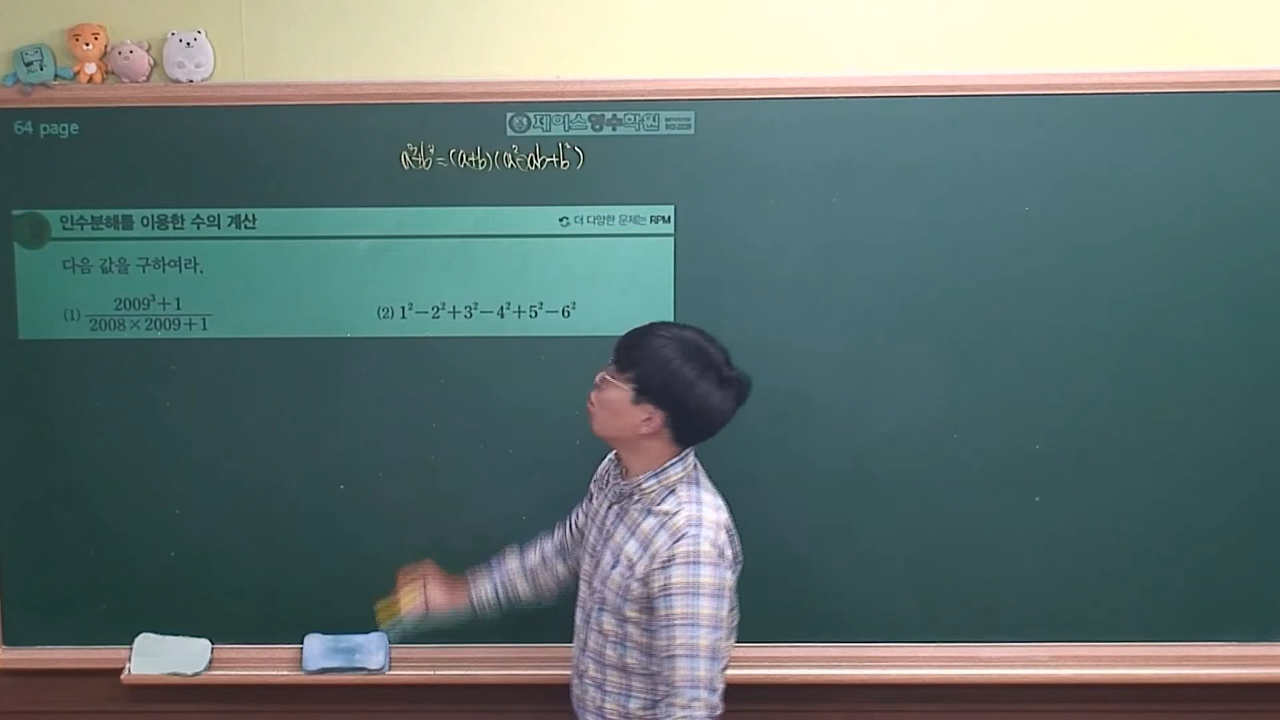 64 page
제이스영수학원
a³+b³=(a+b)(a²-ab+b²)
인수분해를 이용한 수의 계산
더 다양한 문제는 RPM
다음 값을 구하여라.
(1) 2009³+1 / 2008×2009+1
(2) 1²-2²+3²-4²+5²-6²